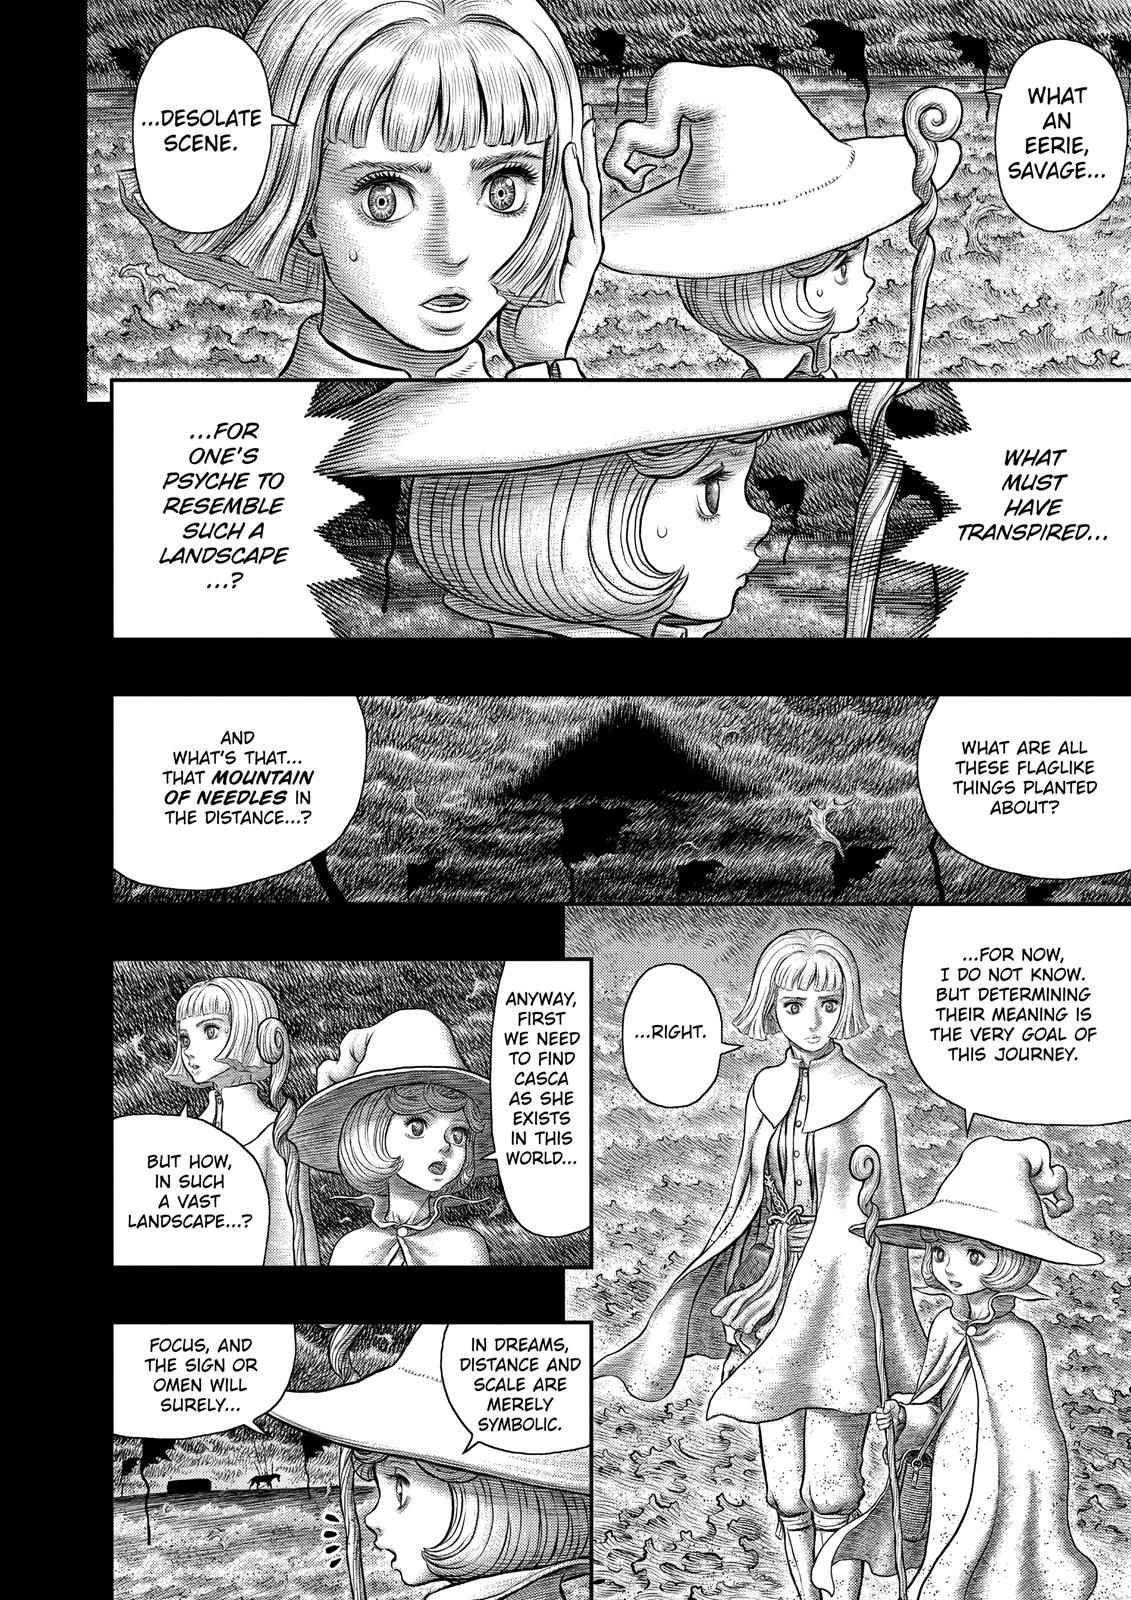 WHAT
AN
EERIE,
SAVAGE...
...DESOLATE
SCENE.
WHAT
MUST
HAVE
TRANSPIRED...
...FOR
ONE'S
PSYCHE TO
RESEMBLE
SUCH A
LANDSCAPE
...?
WHAT ARE ALL
THESE FLAGLIKE
THINGS PLANTED
ABOUT?
AND
WHAT'S THAT...
THAT MOUNTAIN
OF NEEDLES IN
THE DISTANCE...?
...FOR NOW,
I DO NOT KNOW.
BUT DETERMINING
THEIR MEANING IS
THE VERY GOAL OF
THIS JOURNEY.
...RIGHT.
ANYWAY,
FIRST
WE NEED
TO FIND
CASCA
AS SHE
EXISTS
IN THIS
WORLD...
BUT HOW,
IN SUCH
A VAST
LANDSCAPE...?
IN DREAMS,
DISTANCE AND
SCALE ARE
MERELY
SYMBOLIC.
FOCUS, AND
THE SIGN OR
OMEN WILL
SURELY...